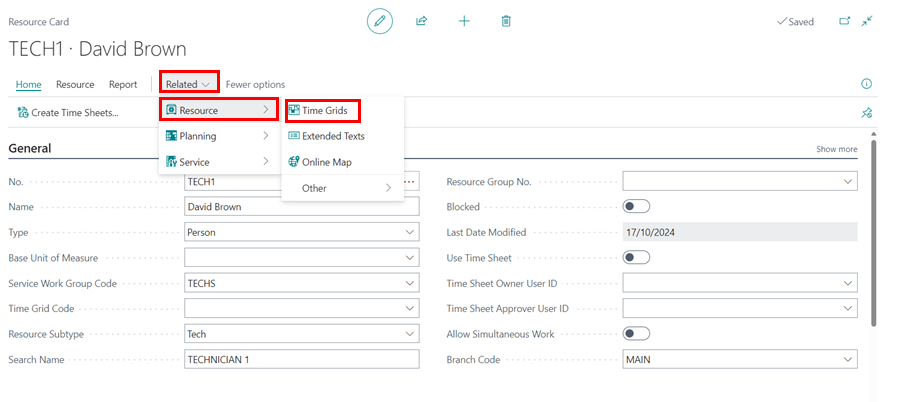 Resource Card
Saved
TECH1 · David Brown
Home Resource Report Related Fewer options
Create Time Sheets...
Resource
Planning
Service
Time Grids
Extended Texts
Online Map
Other
General
Show more
No. TECH1
Name David Brown
Type Person
Base Unit of Measure
Service Work Group Code TECHS
Time Grid Code
Resource Subtype Tech
Search Name TECHNICIAN 1
Resource Group No.
Blocked
Last Date Modified 17/10/2024
Use Time Sheet
Time Sheet Owner User ID
Time Sheet Approver User ID
Allow Simultaneous Work
Branch Code MAIN